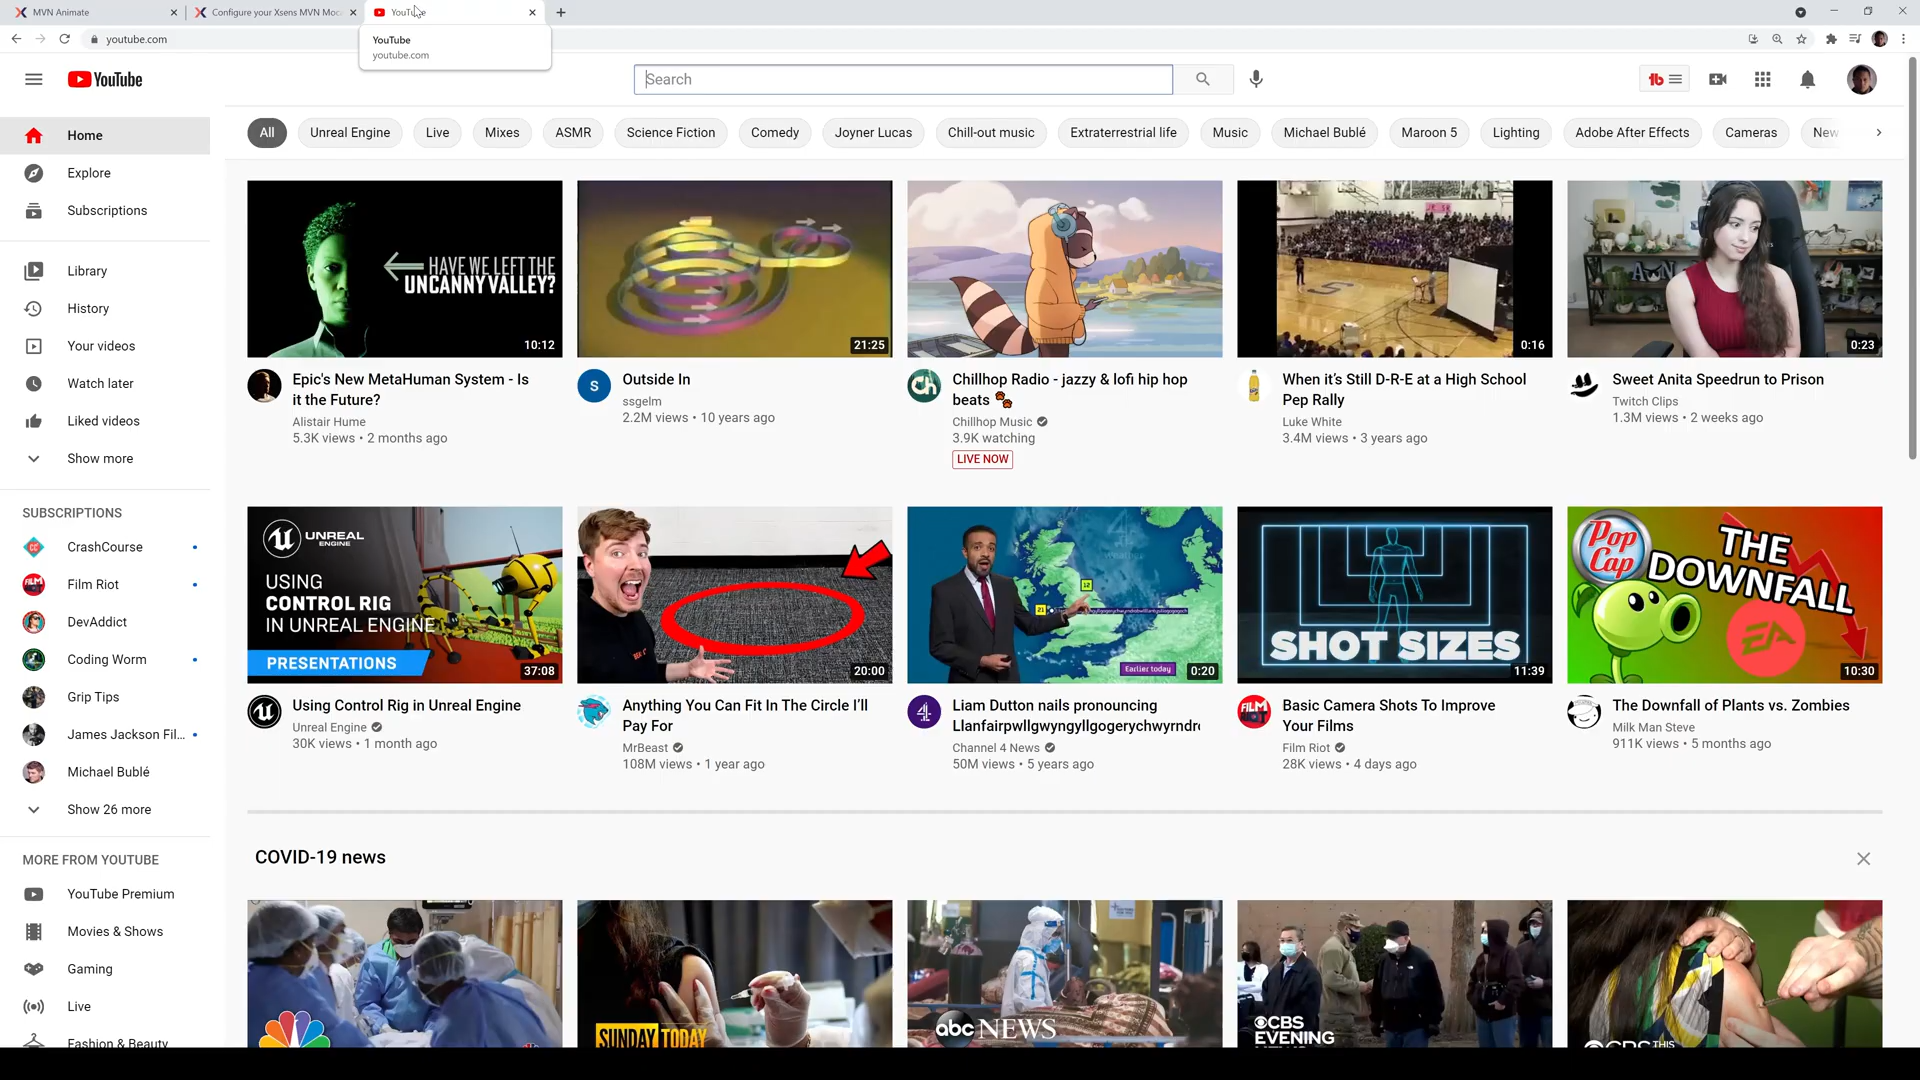 MVN Animate
Configure your Xsens MVN Moc
YouTube
youtube.com
YouTube
youtube.com
YouTube
Search
All
Unreal Engine
Live
Mixes
ASMR
Science Fiction
Comedy
Joyner Lucas
Chill-out music
Extraterrestrial life
Music
Michael Bublé
Maroon 5
Lighting
Adobe After Effects
Cameras
New
Home
Explore
Subscriptions
Library
History
Your videos
Watch later
Liked videos
Show more
SUBSCRIPTIONS
CrashCourse
Film Riot
DevAddict
Coding Worm
Grip Tips
James Jackson Fil...
Michael Bublé
Show 26 more
MORE FROM YOUTUBE
YouTube Premium
Movies & Shows
Gaming
Live
Fashion & Beauty
HAVE WE LEFT THE
UNCANNY VALLEY?
10:12
Epic's New MetaHuman System - Is
it the Future?
Alistair Hume
5.3K views • 2 months ago
21:25
S
Outside In
ssgelm
2.2M views • 10 years ago
Ch
Chillhop Radio - jazzy & lofi hip hop
beats 🐾
Chillhop Music
3.9K watching
LIVE NOW
0:16
When it's Still D-R-E at a High School
Pep Rally
Luke White
3.4M views • 3 years ago
0:23
Sweet Anita Speedrun to Prison
Twitch Clips
1.3M views • 2 weeks ago
UNREAL
ENGINE
USING
CONTROL RIG
IN UNREAL ENGINE
PRESENTATIONS
37:08
Using Control Rig in Unreal Engine
Unreal Engine
30K views • 1 month ago
20:00
Anything You Can Fit In The Circle I'll
Pay For
MrBeast
108M views • 1 year ago
12
21
Earlier today
0:20
4
Liam Dutton nails pronouncing
Llanfairpwllgwyngyllgogerychwyrndro
Channel 4 News
50M views • 5 years ago
SHOT SIZES
11:39
FILM
Basic Camera Shots To Improve
Your Films
Film Riot
28K views • 4 days ago
Pop
Cap
THE
DOWNFALL
EA
10:30
The Downfall of Plants vs. Zombies
Milk Man Steve
911K views • 5 months ago
COVID-19 news
SUNDAY TODAY
abc NEWS
CBS
EVENING
NEWS
CBS THIS